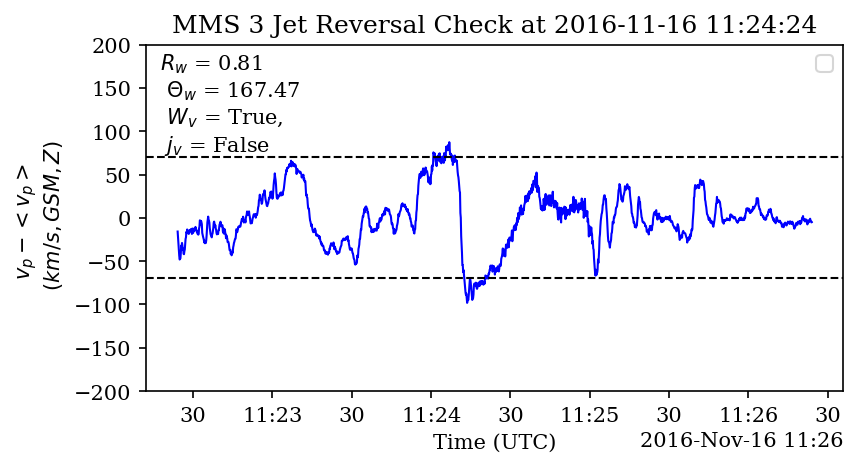 MMS 3 Jet Reversal Check at 2016-11-16 11:24:24
200
150
100
50
0
−50
−100
−150
−200
v_p − < v_p >
(km/s, GSM, Z)
R_w = 0.81
Θ_w = 167.47
W_v = True,
j_v = False
30 11:23 30 11:24 30 11:25 30 11:26 30
Time (UTC)
2016-Nov-16 11:26